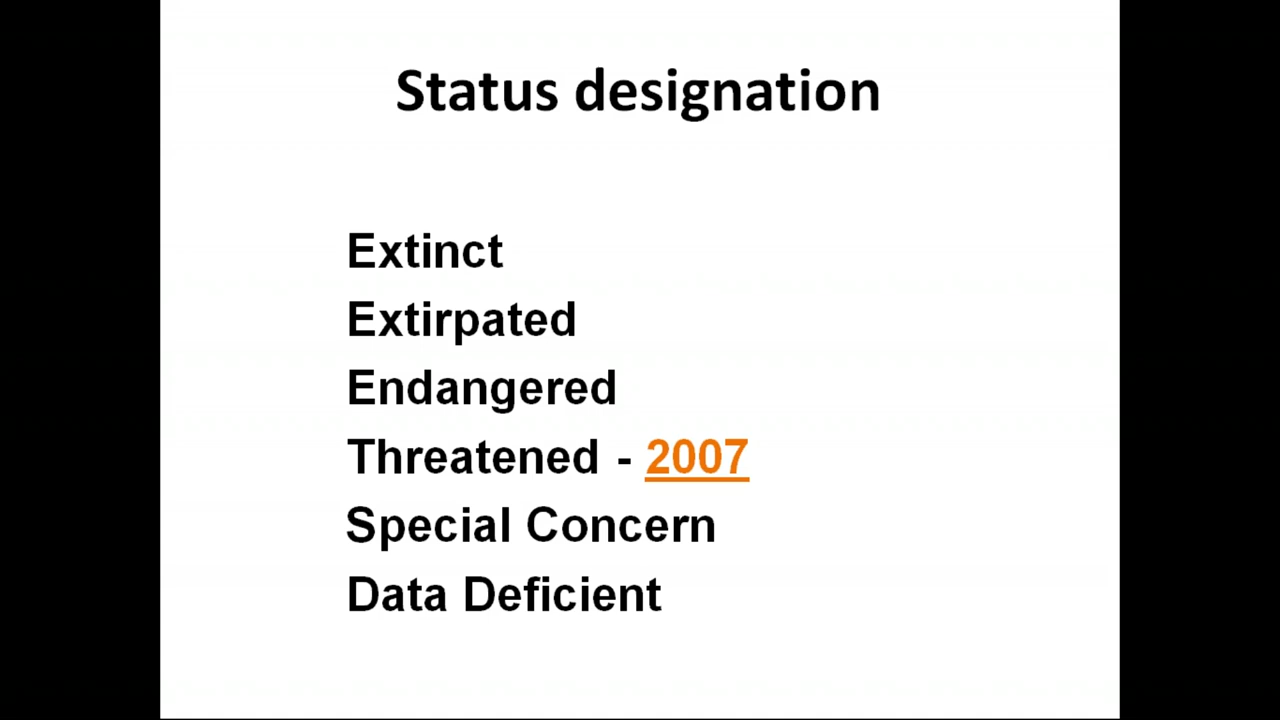 Status designation
Extinct
Extirpated
Endangered
Threatened - 2007
Special Concern
Data Deficient